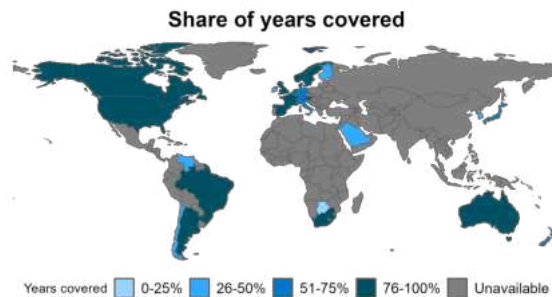 Share of years covered
Years covered 0-25% 26-50% 51-75% 76-100% Unavailable